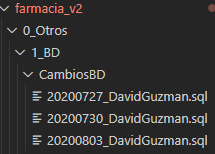 farmacia_v2
0_Otros
1_BD
CambiosBD
20200727_DavidGuzman.sql
20200730_DavidGuzman.sql
20200803_DavidGuzman.sql